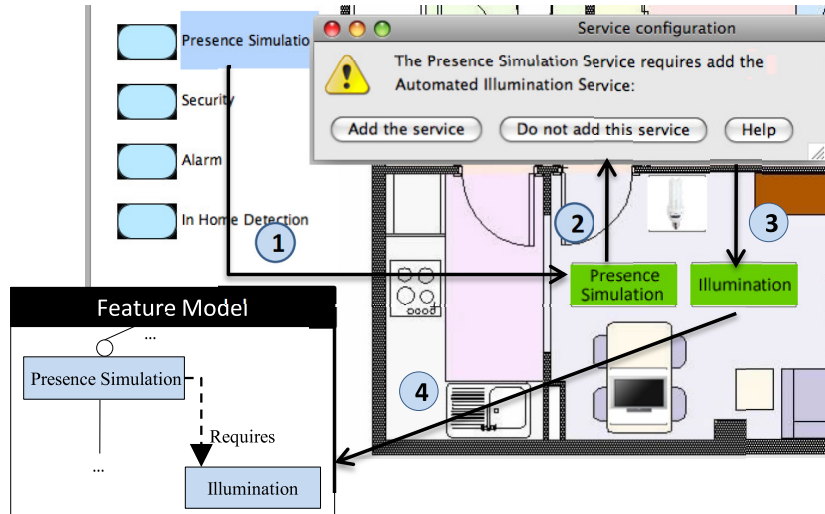 Presence Simulatio
Security
Alarm
In Home Detection
Service configuration
The Presence Simulation Service requires add the
Automated Illumination Service:
Add the service
Do not add this service
Help
1
2
3
Presence
Simulation
Illumination
4
Feature Model
...
Presence Simulation
Requires
...
Illumination